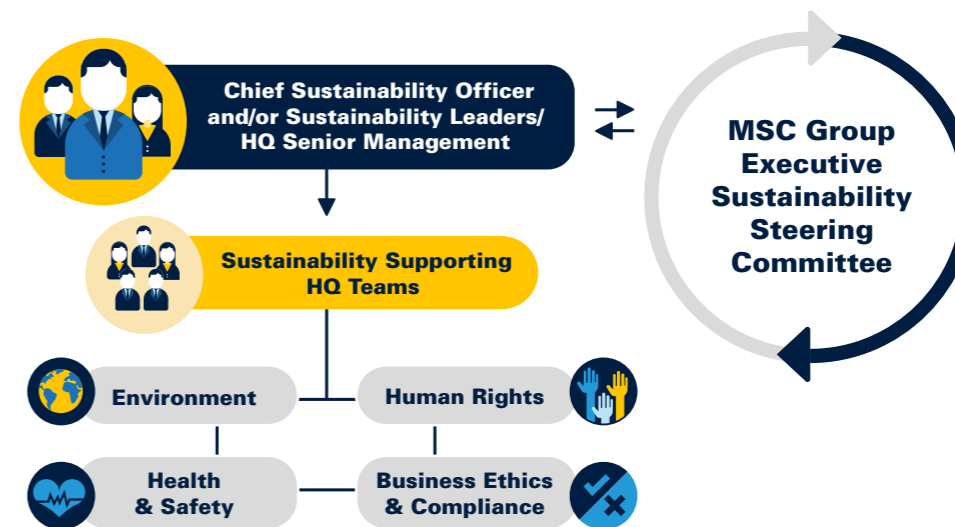 Chief Sustainability Officer
and/or Sustainability Leaders/
HQ Senior Management
MSC Group
Executive
Sustainability
Steering
Committee
Sustainability Supporting
HQ Teams
Environment
Human Rights
Health
& Safety
Business Ethics
& Compliance